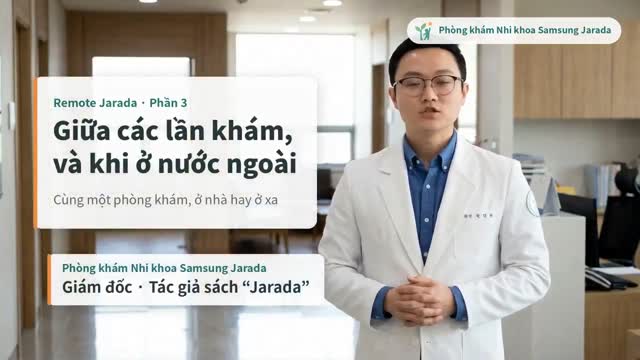 Phòng khám Nhi khoa Samsung Jarada
Remote Jarada · Phần 3
Giữa các lần khám,
và khi ở nước ngoài
Cùng một phòng khám, ở nhà hay ở xa
Phòng khám Nhi khoa Samsung Jarada
Giám đốc · Tác giả sách “Jarada”